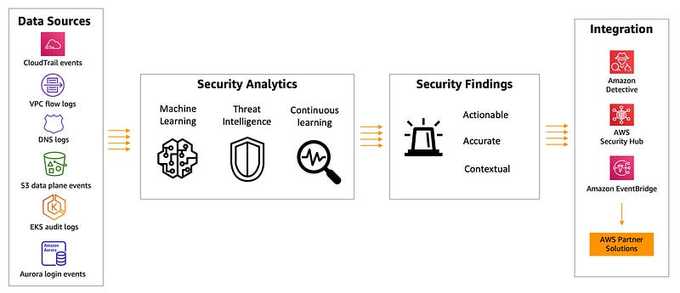 Data Sources
CloudTrail events
VPC flow logs
DNS logs
S3 data plane events
EKS audit logs
Amazon
Aurora
Aurora login events
Security Analytics
Machine
Learning
Threat
Intelligence
Continuous
learning
Security Findings
Actionable
Accurate
Contextual
Integration
Amazon
Detective
AWS
Security Hub
Amazon EventBridge
AWS Partner
Solutions